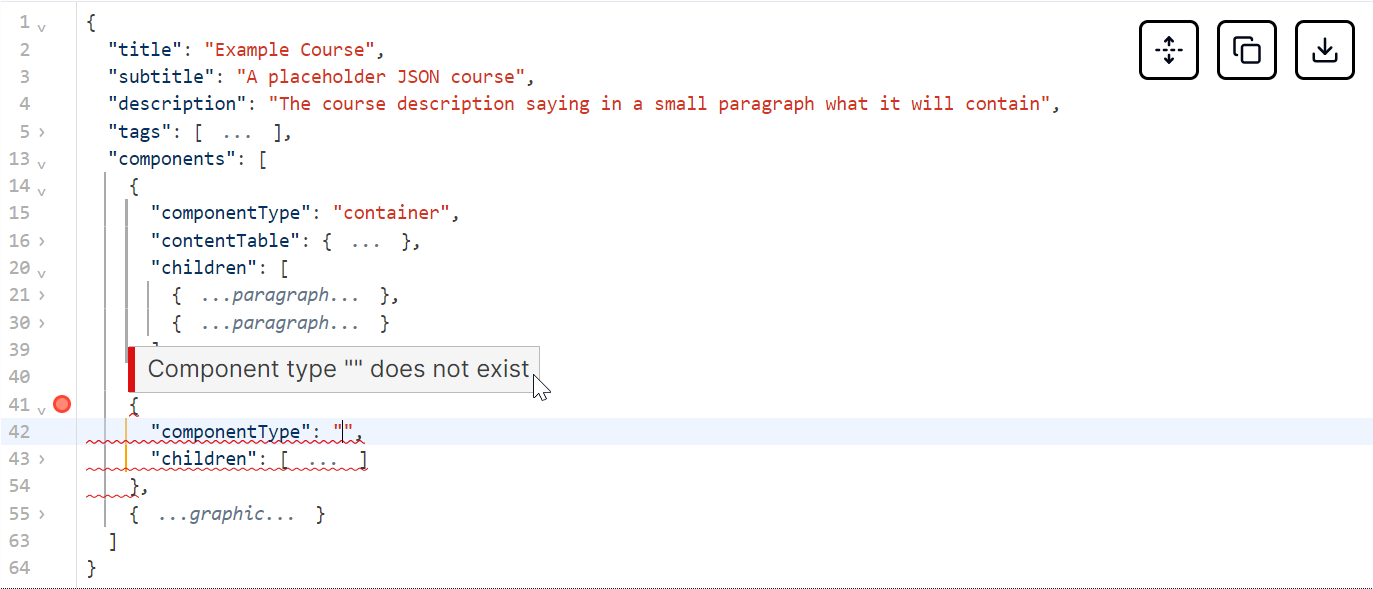 1 {
2 "title": "Example Course",
3 "subtitle": "A placeholder JSON course",
4 "description": "The course description saying in a small paragraph what it will contain",
5 "tags": [ ... ],
13 "components": [
14 {
15 "componentType": "container",
16 "contentTable": { ... },
20 "children": [
21 { ...paragraph... },
30 { ...paragraph... }
39
40 Component type "" does not exist
41 {
42 "componentType": "",
43 "children": [ ... ]
54 },
55 { ...graphic... }
63 ]
64 }